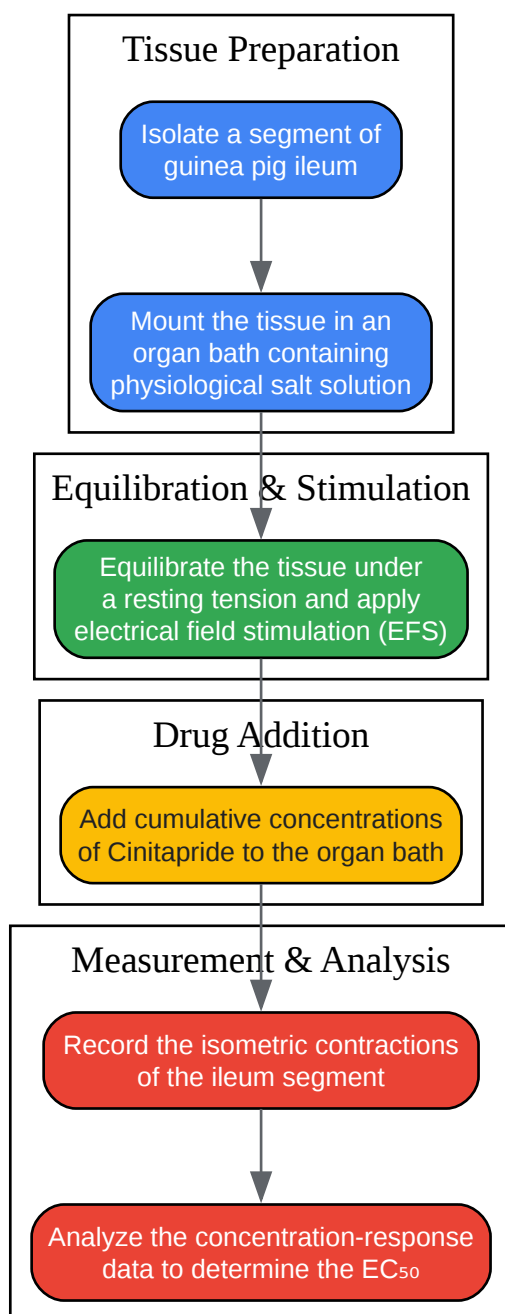 Tissue Preparation
Isolate a segment of
guinea pig ileum
Mount the tissue in an
organ bath containing
physiological salt solution
Equilibration & Stimulation
Equilibrate the tissue under
a resting tension and apply
electrical field stimulation (EFS)
Drug Addition
Add cumulative concentrations
of Cinitapride to the organ bath
Measurement & Analysis
Record the isometric contractions
of the ileum segment
Analyze the concentration-response
data to determine the EC₅₀